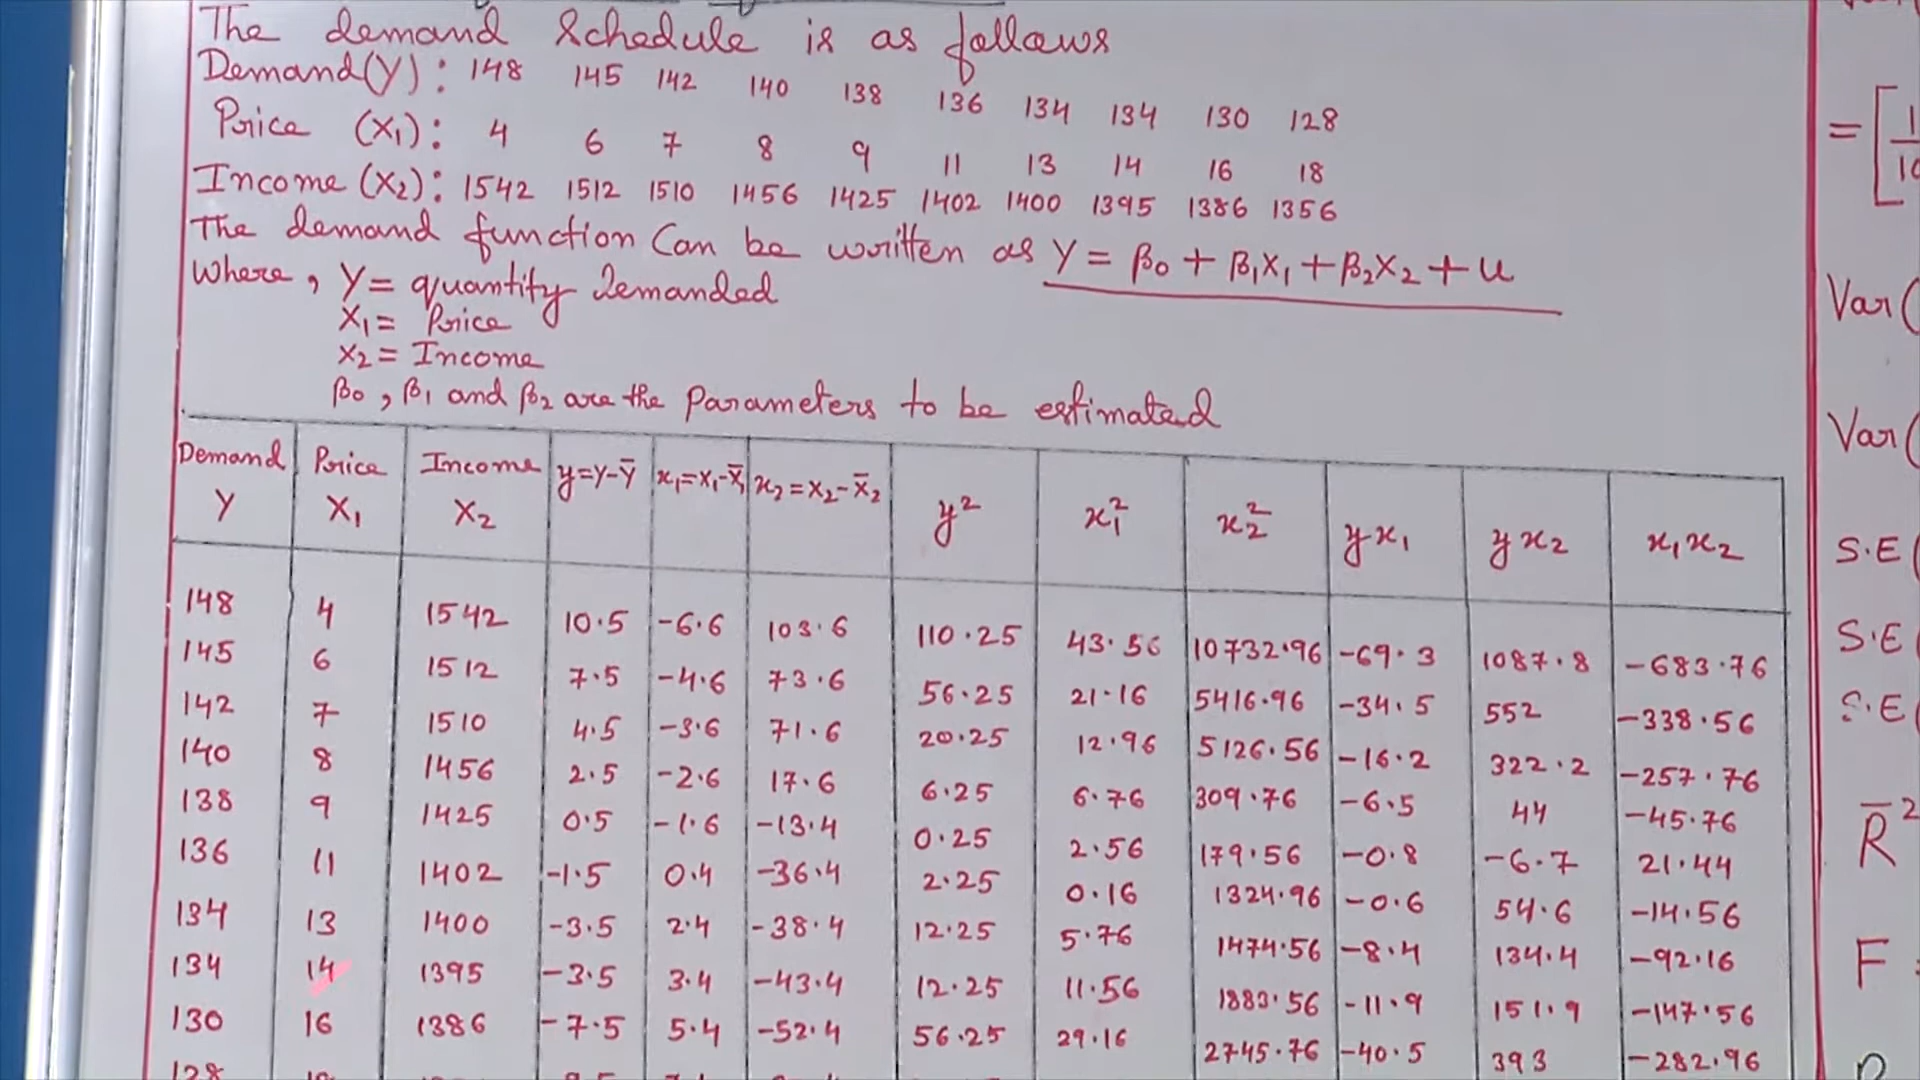 The demand Schedule is as follows
Demand(Y): 148 145 142 140 138 136 134 134 130 128
Price (X₁): 4 6 7 8 9 11 13 14 16 18
Income (X₂): 1542 1512 1510 1456 1425 1402 1400 1395 1386 1356
The demand function Can be written as Y = β₀ + β₁X₁ + β₂X₂ + u
Where, Y = quantity demanded
X₁ = Price
X₂ = Income
β₀, β₁ and β₂ are the Parameters to be estimated
Demand Y Price X₁ Income X₂ y=Y-Ȳ x₁=X₁-X̄₁ x₂=X₂-X̄₂ y² x₁² x₂² yx₁ yx₂ x₁x₂
148 4 1542 10.5 -6.6 103.6 110.25 43.56 10732.96 -69.3 1087.8 -683.76
145 6 1512 7.5 -4.6 73.6 56.25 21.16 5416.96 -34.5 552 -338.56
142 7 1510 4.5 -3.6 71.6 20.25 12.96 5126.56 -16.2 322.2 -257.76
140 8 1456 2.5 -2.6 17.6 6.25 6.76 309.76 -6.5 44 -45.76
138 9 1425 0.5 -1.6 -13.4 0.25 2.56 179.56 -0.8 -6.7 21.44
136 11 1402 -1.5 0.4 -36.4 2.25 0.16 1324.96 -0.6 54.6 -14.56
134 13 1400 -3.5 2.4 -38.4 12.25 5.76 1474.56 -8.4 134.4 -92.16
134 14 1395 -3.5 3.4 -43.4 12.25 11.56 1883.56 -11.9 151.9 -147.56
130 16 1386 -7.5 5.4 -52.4 56.25 29.16 2745.76 -40.5 393 -282.96
128
= [1
Var(
Var(
S.E(
S.E
S.E(
R̄²
F =